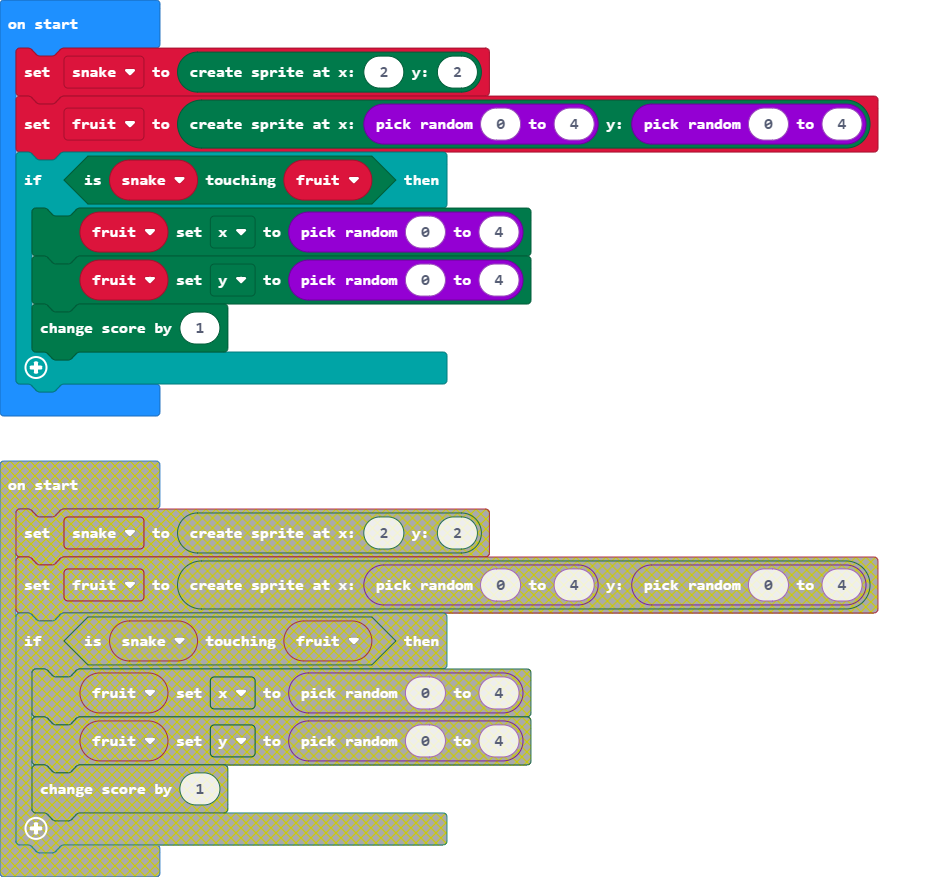 on start
set snake to create sprite at x: 2 y: 2
set fruit to create sprite at x: pick random 0 to 4 y: pick random 0 to 4
if is snake touching fruit then
fruit set x to pick random 0 to 4
fruit set y to pick random 0 to 4
change score by 1
on start
set snake to create sprite at x: 2 y: 2
set fruit to create sprite at x: pick random 0 to 4 y: pick random 0 to 4
if is snake touching fruit then
fruit set x to pick random 0 to 4
fruit set y to pick random 0 to 4
change score by 1